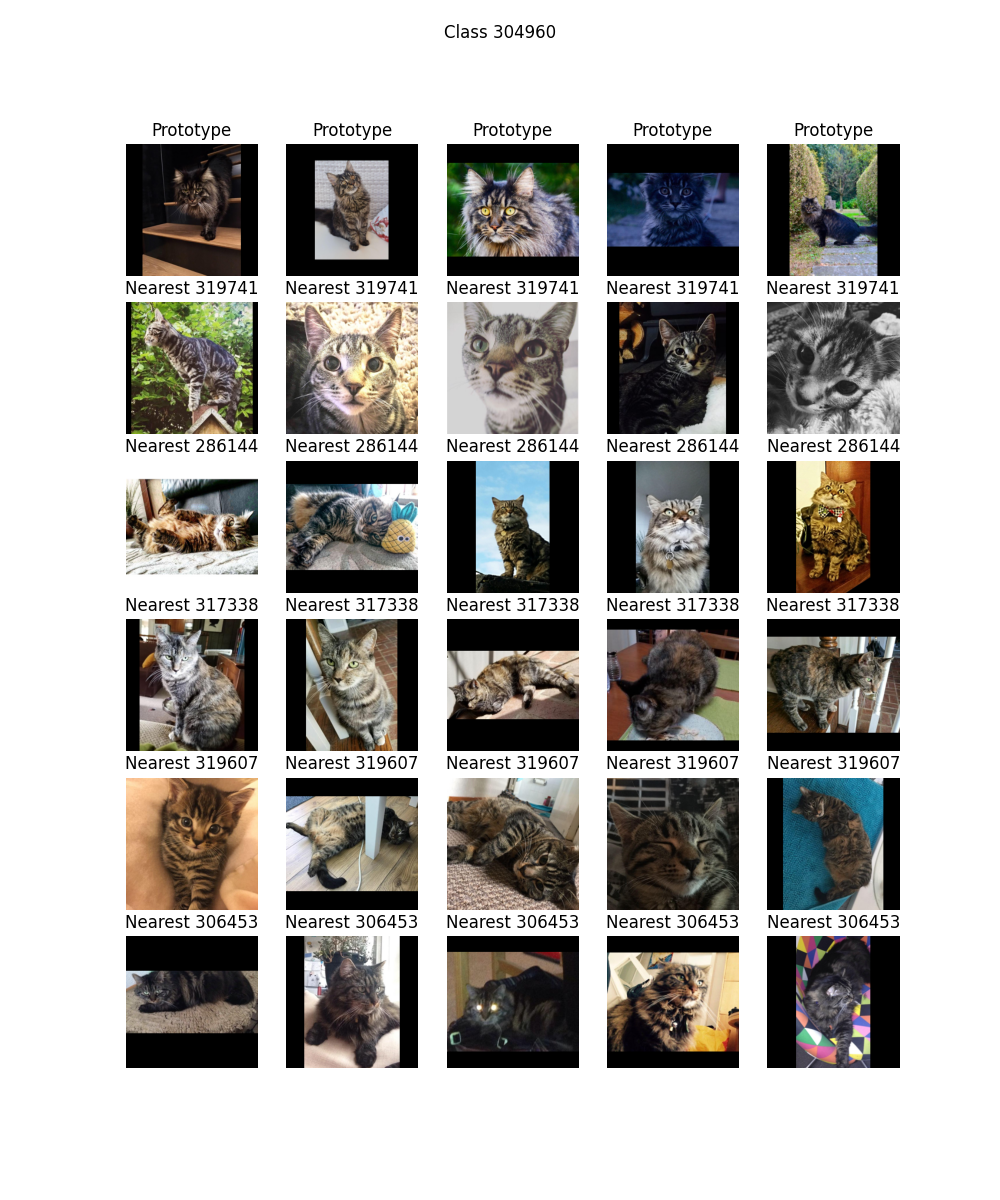 Class 304960
Prototype Prototype Prototype Prototype Prototype
Nearest 319741 Nearest 319741 Nearest 319741 Nearest 319741 Nearest 319741
Nearest 286144 Nearest 286144 Nearest 286144 Nearest 286144 Nearest 286144
Nearest 317338 Nearest 317338 Nearest 317338 Nearest 317338 Nearest 317338
Nearest 319607 Nearest 319607 Nearest 319607 Nearest 319607 Nearest 319607
Nearest 306453 Nearest 306453 Nearest 306453 Nearest 306453 Nearest 306453